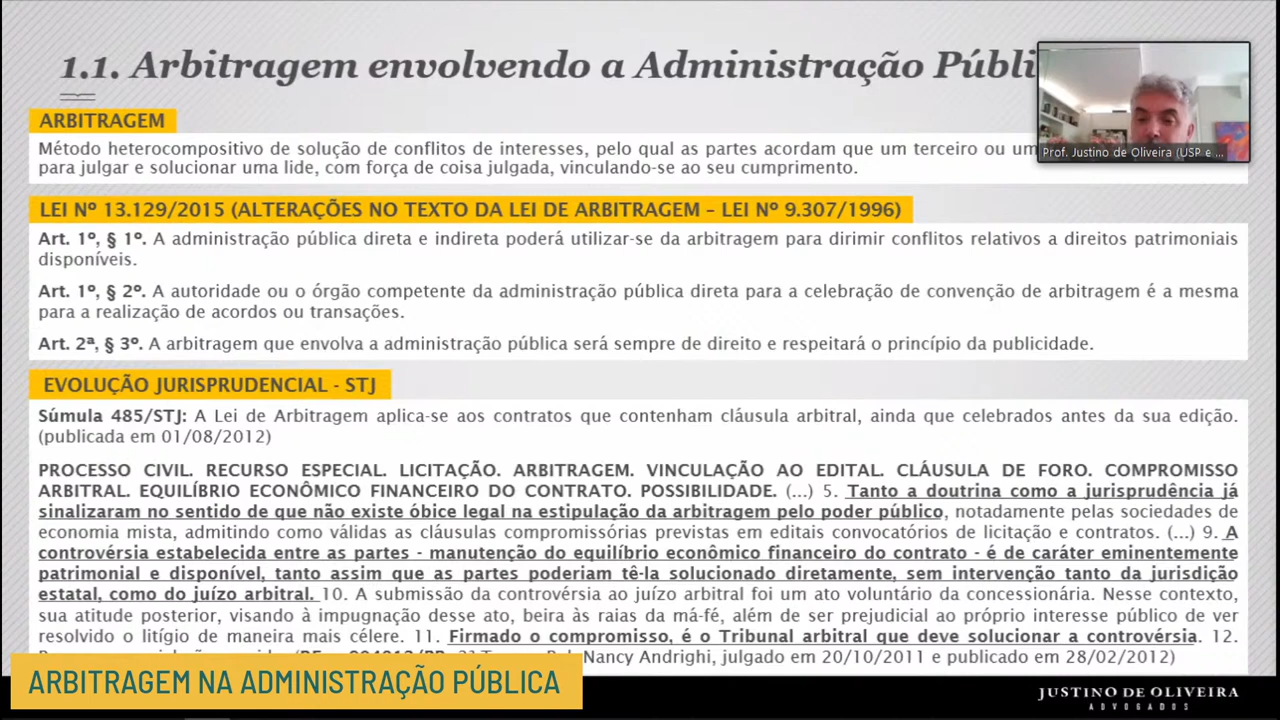 1.1. Arbitragem envolvendo a Administração Públi
ARBITRAGEM
Método heterocompositivo de solução de conflitos de interesses, pelo qual as partes acordam que um terceiro ou um
para julgar e solucionar uma lide, com força de coisa julgada, vinculando-se ao seu cumprimento.
Prof. Justino de Oliveira (USP e ...
LEI Nº 13.129/2015 (ALTERAÇÕES NO TEXTO DA LEI DE ARBITRAGEM – LEI Nº 9.307/1996)
Art. 1º, § 1º. A administração pública direta e indireta poderá utilizar-se da arbitragem para dirimir conflitos relativos a direitos patrimoniais
disponíveis.
Art. 1º, § 2º. A autoridade ou o órgão competente da administração pública direta para a celebração de convenção de arbitragem é a mesma
para a realização de acordos ou transações.
Art. 2ª, § 3º. A arbitragem que envolva a administração pública será sempre de direito e respeitará o princípio da publicidade.
EVOLUÇÃO JURISPRUDENCIAL - STJ
Súmula 485/STJ: A Lei de Arbitragem aplica-se aos contratos que contenham cláusula arbitral, ainda que celebrados antes da sua edição.
(publicada em 01/08/2012)
PROCESSO CIVIL. RECURSO ESPECIAL. LICITAÇÃO. ARBITRAGEM. VINCULAÇÃO AO EDITAL. CLÁUSULA DE FORO. COMPROMISSO
ARBITRAL. EQUILÍBRIO ECONÔMICO FINANCEIRO DO CONTRATO. POSSIBILIDADE. (...) 5. Tanto a doutrina como a jurisprudência já
sinalizaram no sentido de que não existe óbice legal na estipulação da arbitragem pelo poder público, notadamente pelas sociedades de
economia mista, admitindo como válidas as cláusulas compromissórias previstas em editais convocatórios de licitação e contratos. (...) 9. A
controvérsia estabelecida entre as partes - manutenção do equilíbrio econômico financeiro do contrato - é de caráter eminentemente
patrimonial e disponível, tanto assim que as partes poderiam tê-la solucionado diretamente, sem intervenção tanto da jurisdição
estatal, como do juízo arbitral. 10. A submissão da controvérsia ao juízo arbitral foi um ato voluntário da concessionária. Nesse contexto,
sua atitude posterior, visando à impugnação desse ato, beira às raias da má-fé, além de ser prejudicial ao próprio interesse público de ver
resolvido o litígio de maneira mais célere. 11. Firmado o compromisso, é o Tribunal arbitral que deve solucionar a controvérsia. 12.
Nancy Andrighi, julgado em 20/10/2011 e publicado em 28/02/2012)
ARBITRAGEM NA ADMINISTRAÇÃO PÚBLICA
JUSTINO DE OLIVEIRA
ADVOGADOS